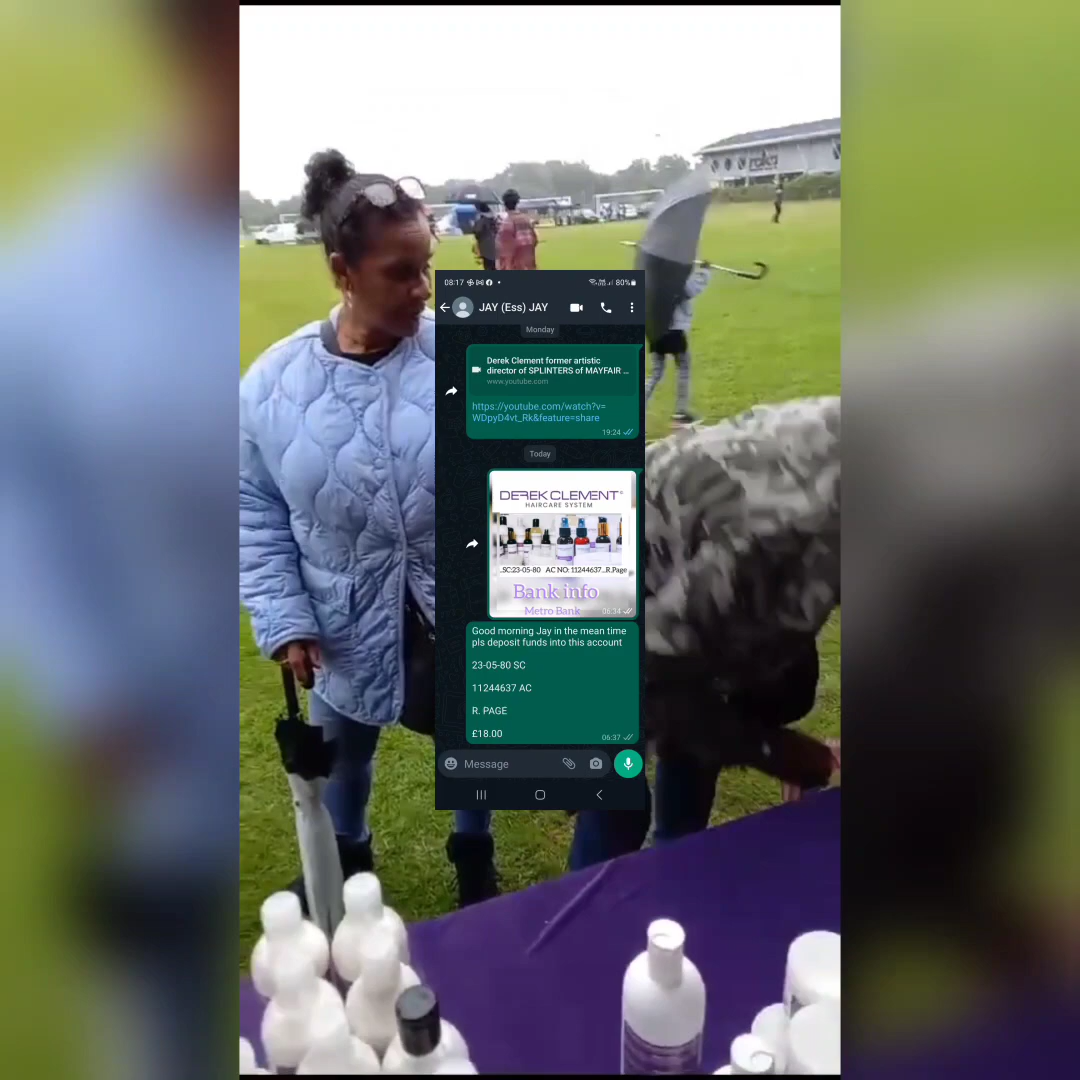 08:17
80%
JAY (Ess) JAY
Monday
Derek Clement former artistic
director of SPLINTERS of MAYFAIR ...
www.youtube.com
https://youtube.com/watch?v=
WDpyD4vt_Rk&feature=share
19:24
Today
DEREK CLEMENT
HAIRCARE SYSTEM
..SC:23-05-80 AC NO: 11244637...R.Page
Bank info
Metro Bank
06:34
Good morning Jay in the mean time
pls deposit funds into this account
23-05-80 SC
11244637 AC
R. PAGE
£18.00
06:37
Message